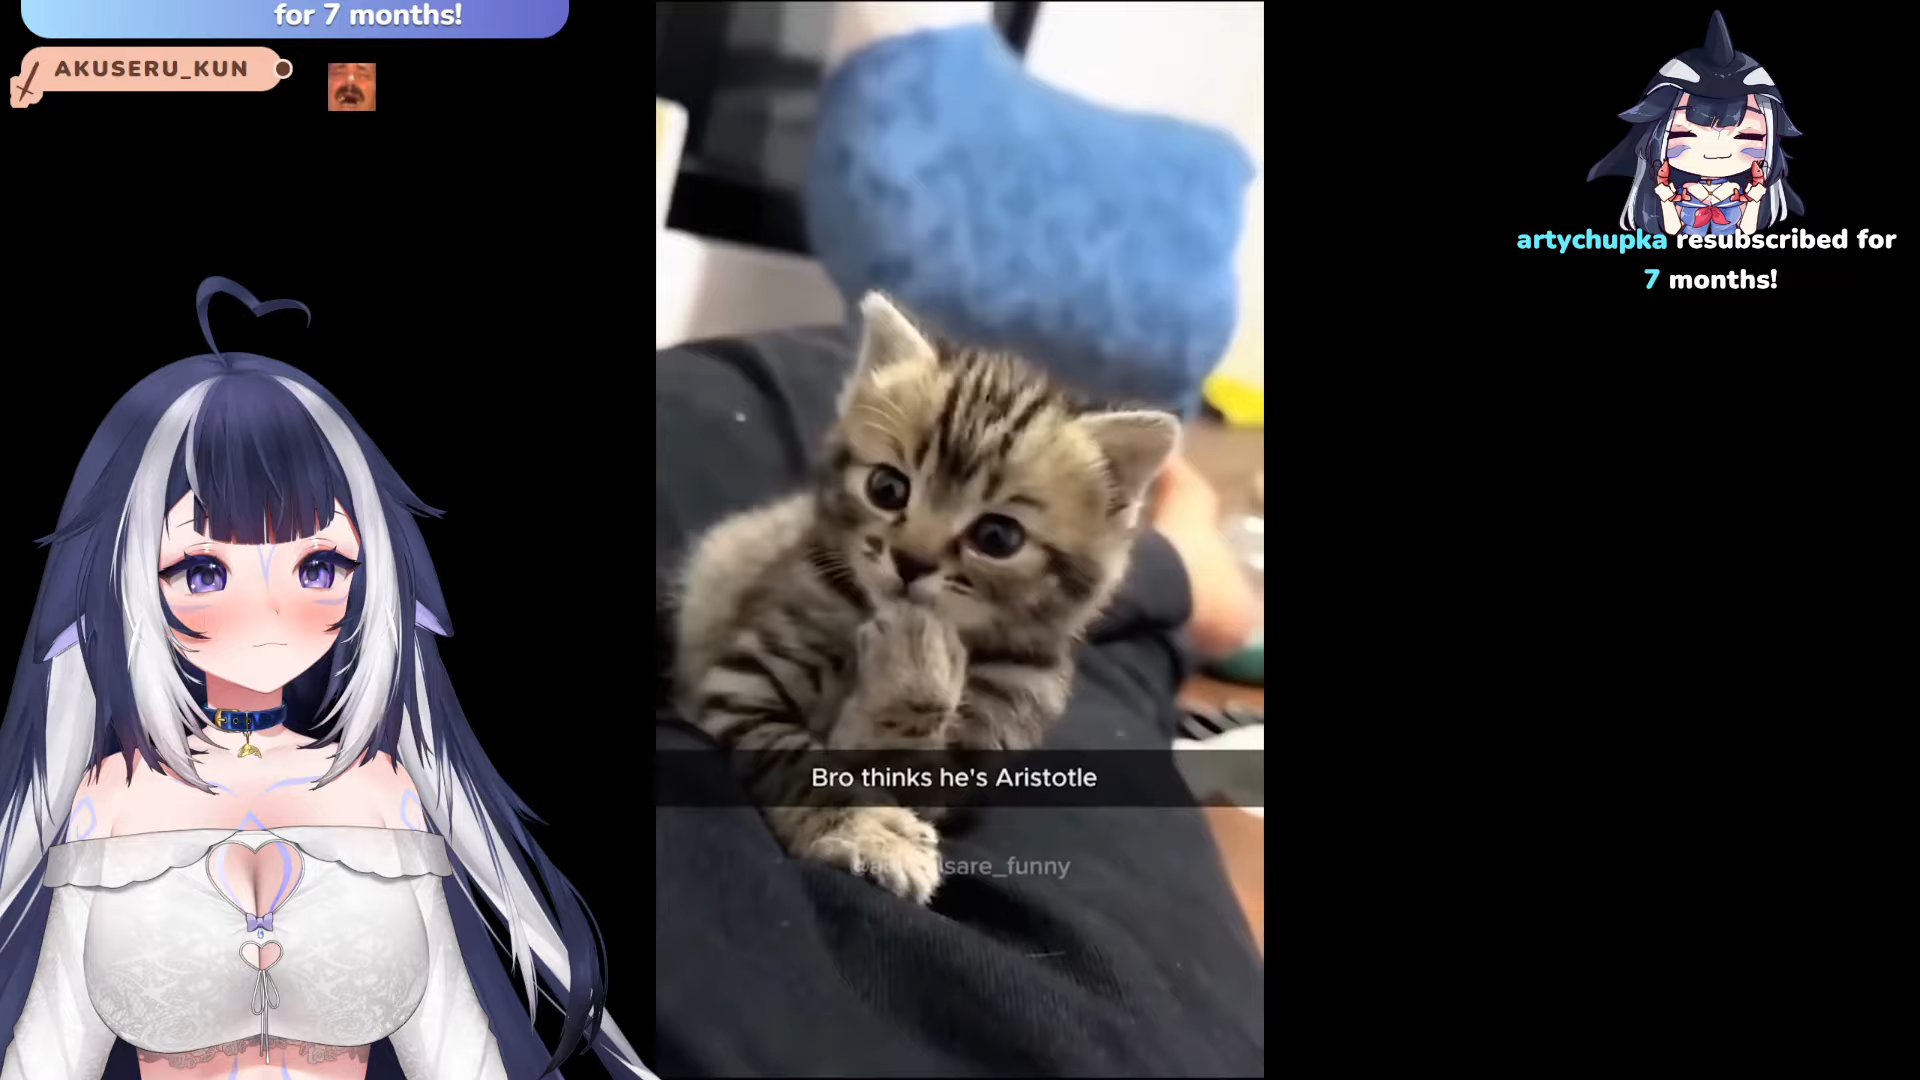 for 7 months!
AKUSERU_KUN
artychupka resubscribed for
7 months!
Bro thinks he's Aristotle